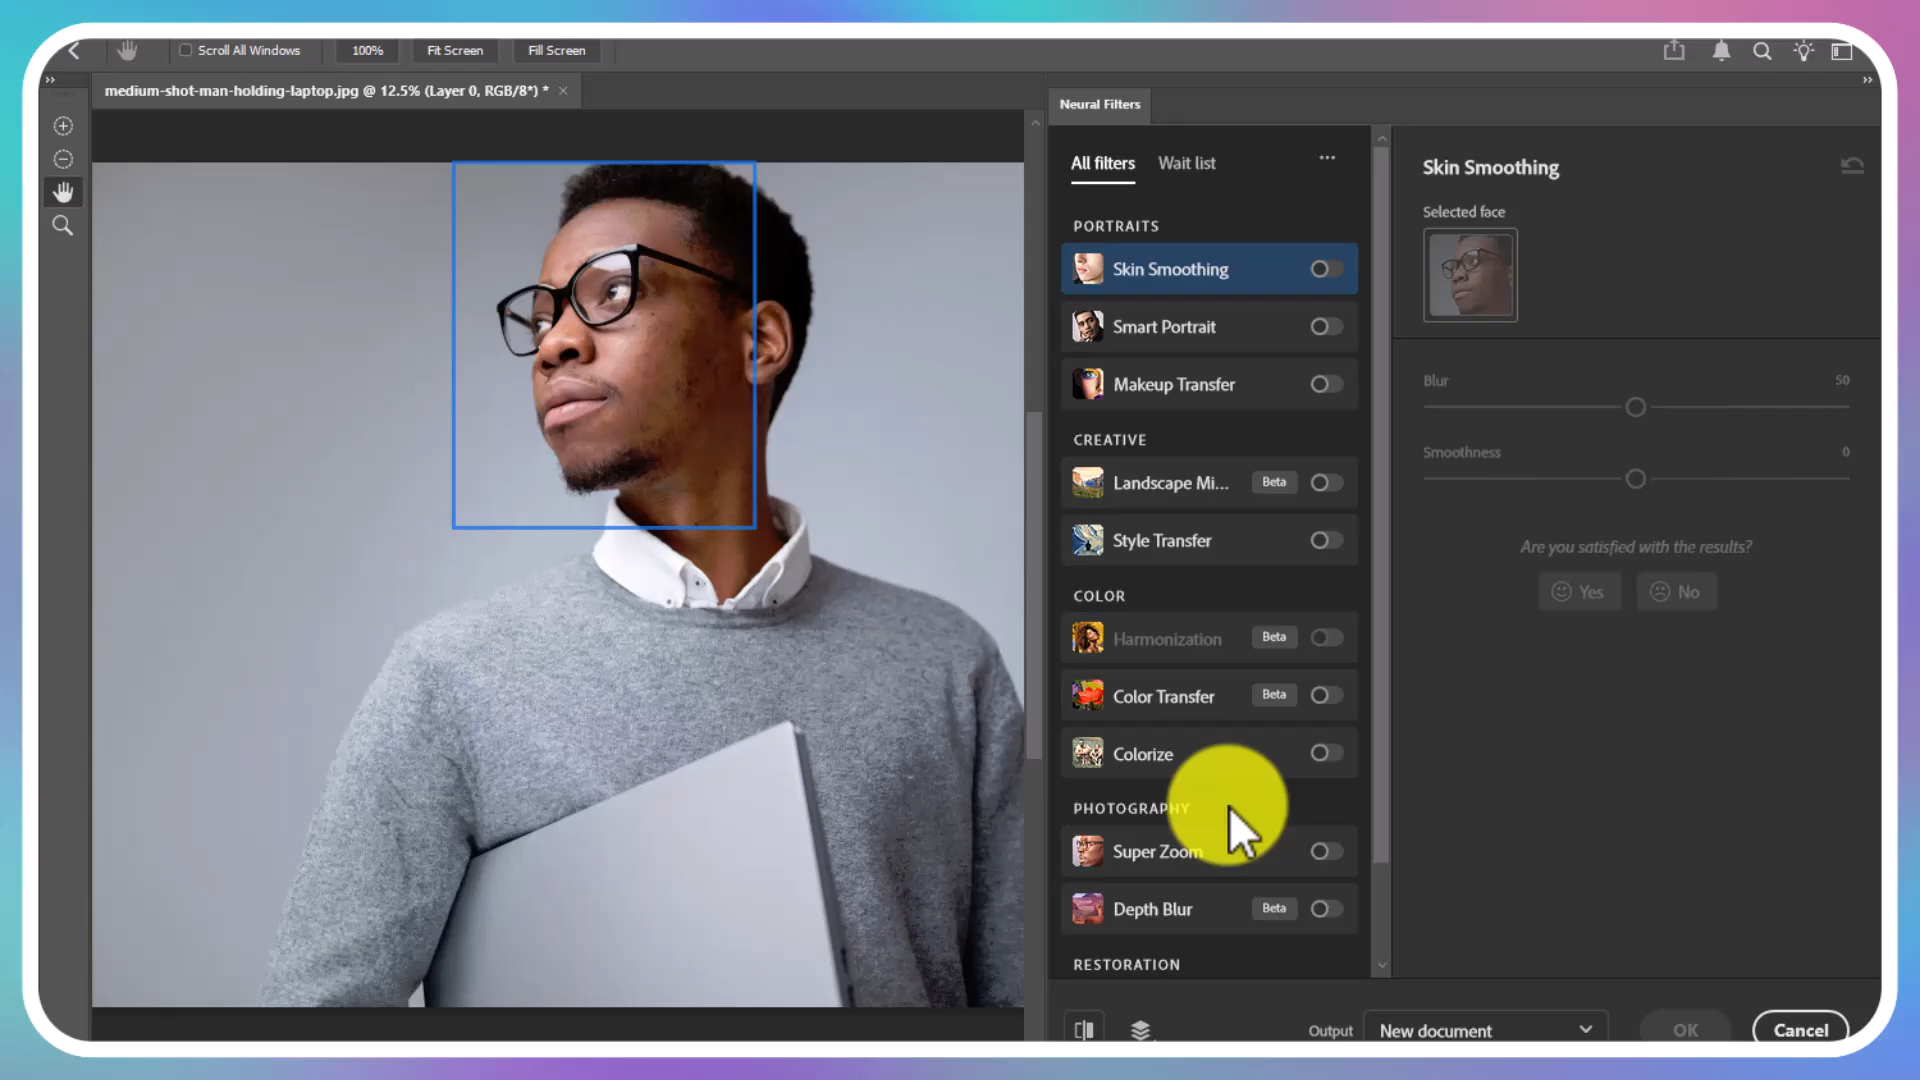 Scroll All Windows 100% Fit Screen Fill Screen
medium-shot-man-holding-laptop.jpg @ 12.5% (Layer 0, RGB/8*) *
Neural Filters
All filters Wait list
PORTRAITS
Skin Smoothing
Smart Portrait
Makeup Transfer
CREATIVE
Landscape Mi... Beta
Style Transfer
COLOR
Harmonization Beta
Color Transfer Beta
Colorize
PHOTOGRAPHY
Super Zoom
Depth Blur Beta
RESTORATION
Skin Smoothing
Selected face
Blur 50
Smoothness 0
Are you satisfied with the results?
Yes No
Output New document OK Cancel